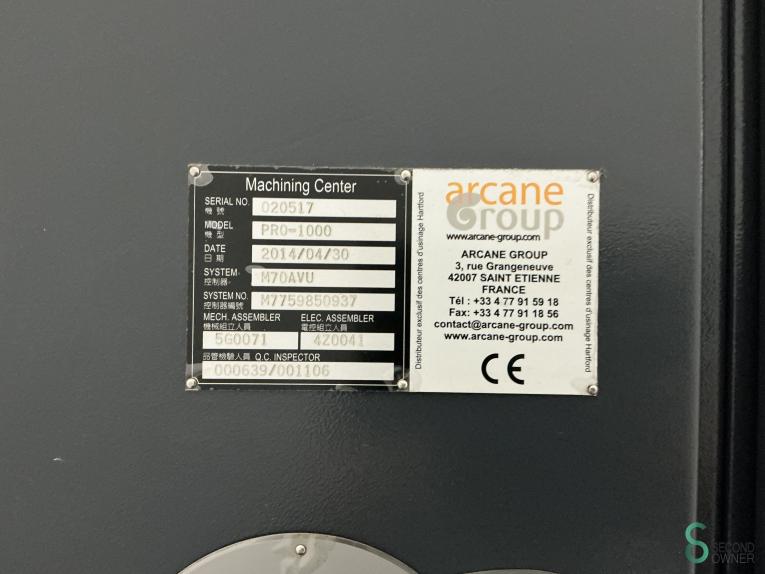 Machining Center
SERIAL NO.
機 號
020517
MODEL
機 型
PRO-1000
DATE
日 期
2014/04/30
SYSTEM
控制器
M70AVU
SYSTEM NO.
控制器編號
M7759850937
MECH. ASSEMBLER
機械組立人員
5G0071
ELEC. ASSEMBLER
電控組立人員
4Z0041
品管檢驗人員 Q.C. INSPECTOR
000639/001106
Distributeur exclusif des centres d'usinage Hartford
arcane
Group
www.arcane-group.com
ARCANE GROUP
3, rue Grangeneuve
42007 SAINT ETIENNE
FRANCE
Tél : +33 4 77 91 59 18
Fax: +33 4 77 91 18 56
contact@arcane-group.com
www.arcane-group.com
CE
Distributeur exclusif des centres d'usinage Hartford
SECOND
OWNER